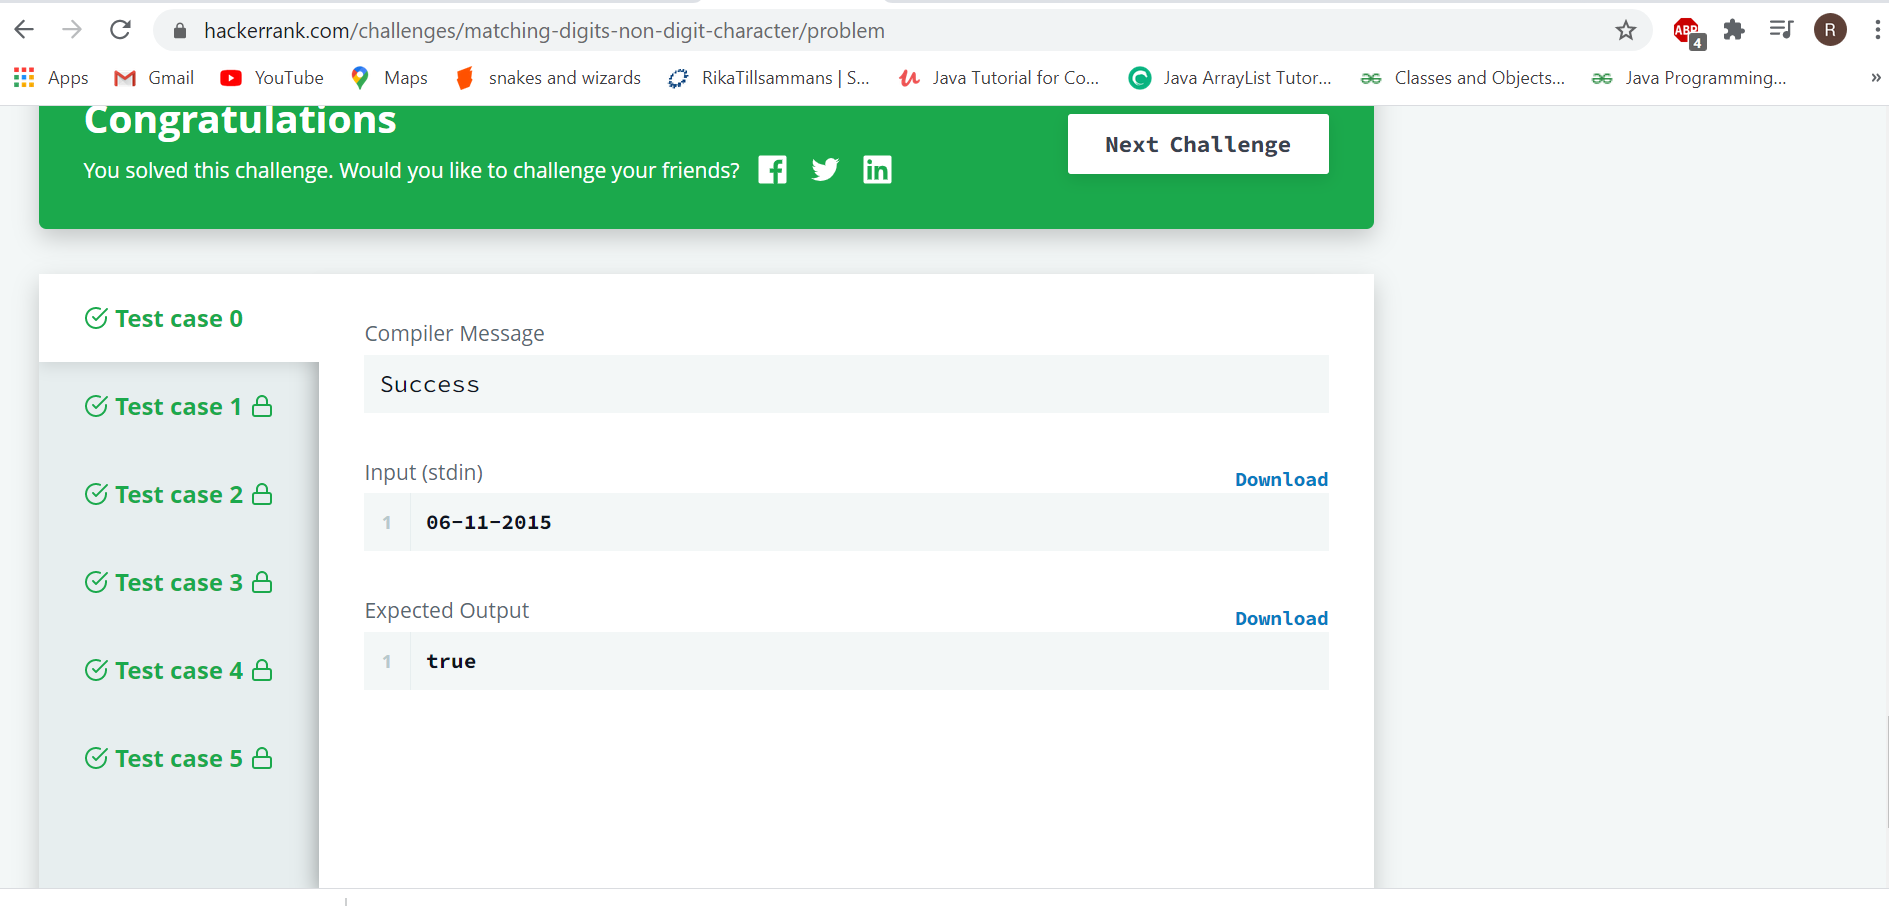 hackerrank.com/challenges/matching-digits-non-digit-character/problem
ABP
4
R
Apps Gmail YouTube Maps snakes and wizards RikaTillsammans | S... Java Tutorial for Co... Java ArrayList Tutor... Classes and Objects... Java Programming... »
Congratulations
You solved this challenge. Would you like to challenge your friends?
Next Challenge
Test case 0
Test case 1
Test case 2
Test case 3
Test case 4
Test case 5
Compiler Message
Success
Input (stdin)
Download
1 06-11-2015
Expected Output
Download
1 true